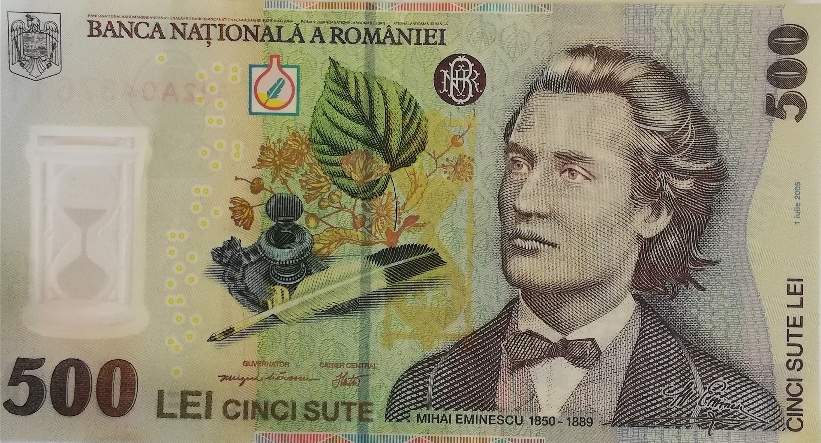 BANCA NAȚIONALĂ A ROMÂNIEI
500
1 iulie 2005
GUVERNATOR CASIER CENTRAL
500 LEI CINCI SUTE
MIHAI EMINESCU 1850 - 1889
CINCI SUTE LEI